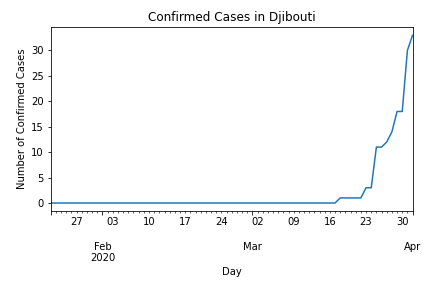 Confirmed Cases in Djibouti
Number of Confirmed Cases
30
25
20
15
10
5
0
27 03 10 17 24 02 09 16 23 30
Feb Mar Apr
2020
Day